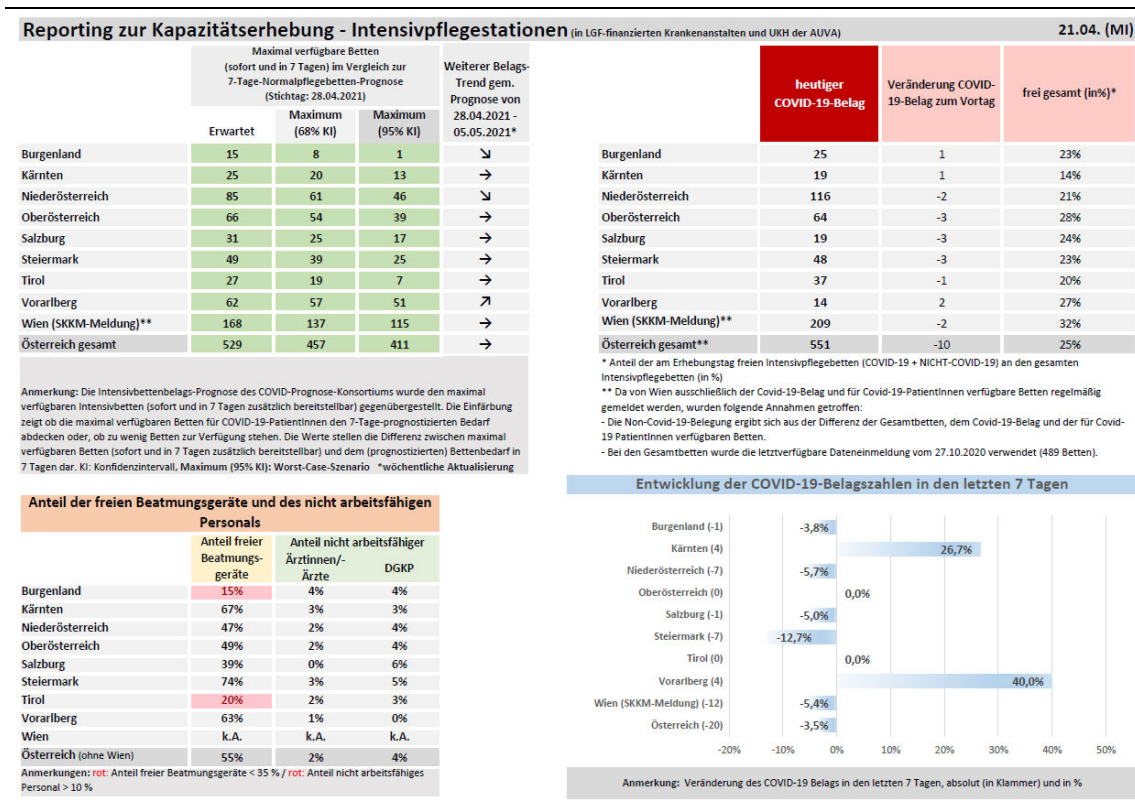 Reporting zur Kapazitätserhebung - Intensivpflegestationen (in LGF-finanzierten Krankenanstalten und UKH der AUVA) 21.04. (MI)
Maximal verfügbare Betten
(sofort und in 7 Tagen) im Vergleich zur
7-Tage-Normalpflegebetten-Prognose
(Stichtag: 28.04.2021)
Weiterer Belags-
Trend gem.
Prognose von
28.04.2021 -
05.05.2021*
Erwartet
Maximum
(68% KI)
Maximum
(95% KI)
Burgenland 15 8 1 ↘
Kärnten 25 20 13 →
Niederösterreich 85 61 46 ↘
Oberösterreich 66 54 39 →
Salzburg 31 25 17 →
Steiermark 49 39 25 →
Tirol 27 19 7 →
Vorarlberg 62 57 51 ↗
Wien (SKKM-Meldung)** 168 137 115 →
Österreich gesamt 529 457 411 →
Anmerkung: Die Intensivbettenbelags-Prognose des COVID-Prognose-Konsortiums wurde den maximal
verfügbaren Intensivbetten (sofort und in 7 Tagen zusätzlich bereitstellbar) gegenübergestellt. Die Einfärbung
zeigt ob die maximal verfügbaren Betten für COVID-19-PatientInnen den 7-Tage-prognostizierten Bedarf
abdecken oder, ob zu wenig Betten zur Verfügung stehen. Die Werte stellen die Differenz zwischen maximal
verfügbaren Betten (sofort und in 7 Tagen zusätzlich bereitstellbar) und dem (prognostizierten) Bettenbedarf in
7 Tagen dar. KI: Konfidenzintervall, Maximum (95% KI): Worst-Case-Szenario *wöchentliche Aktualisierung
heutiger
COVID-19-Belag
Veränderung COVID-
19-Belag zum Vortag
frei gesamt (in%)*
Burgenland 25 1 23%
Kärnten 19 1 14%
Niederösterreich 116 -2 21%
Oberösterreich 64 -3 28%
Salzburg 19 -3 24%
Steiermark 48 -3 23%
Tirol 37 -1 20%
Vorarlberg 14 2 27%
Wien (SKKM-Meldung)** 209 -2 32%
Österreich gesamt** 551 -10 25%
* Anteil der am Erhebungstag freien Intensivpflegebetten (COVID-19 + NICHT-COVID-19) an den gesamten
Intensivpflegebetten (in %)
** Da von Wien ausschließlich der Covid-19-Belag und für Covid-19-PatientInnen verfügbare Betten regelmäßig
gemeldet werden, wurden folgende Annahmen getroffen:
- Die Non-Covid-19-Belegung ergibt sich aus der Differenz der Gesamtbetten, dem Covid-Belag und der für Covid-
19 PatientInnen verfügbaren Betten.
- Bei den Gesamtbetten wurde die letztverfügbare Dateneinmeldung vom 27.10.2020 verwendet (489 Betten).
Anteil der freien Beatmungsgeräte und des nicht arbeitsfähigen
Personals
Anteil freier
Beatmungs-
geräte
Anteil nicht arbeitsfähiger
Ärztinnen/-
Ärzte
DGKP
Burgenland 15% 4% 4%
Kärnten 67% 3% 3%
Niederösterreich 47% 2% 4%
Oberösterreich 49% 2% 4%
Salzburg 39% 0% 6%
Steiermark 74% 3% 5%
Tirol 20% 2% 3%
Vorarlberg 63% 1% 0%
Wien k.A. k.A. k.A.
Österreich (ohne Wien) 55% 2% 4%
Anmerkungen: rot: Anteil freier Beatmungsgeräte < 35 % / rot: Anteil nicht arbeitsfähiges
Personal > 10 %
Entwicklung der COVID-19-Belagszahlen in den letzten 7 Tagen
Burgenland (-1) -3,8%
Kärnten (4) 26,7%
Niederösterreich (-7) -5,7%
Oberösterreich (0) 0,0%
Salzburg (-1) -5,0%
Steiermark (-7) -12,7%
Tirol (0) 0,0%
Vorarlberg (4) 40,0%
Wien (SKKM-Meldung) (-12) -5,4%
Österreich (-20) -3,5%
-20% -10% 0% 10% 20% 30% 40% 50%
Anmerkung: Veränderung des COVID-19 Belags in den letzten 7 Tagen, absolut (in Klammer) und in %